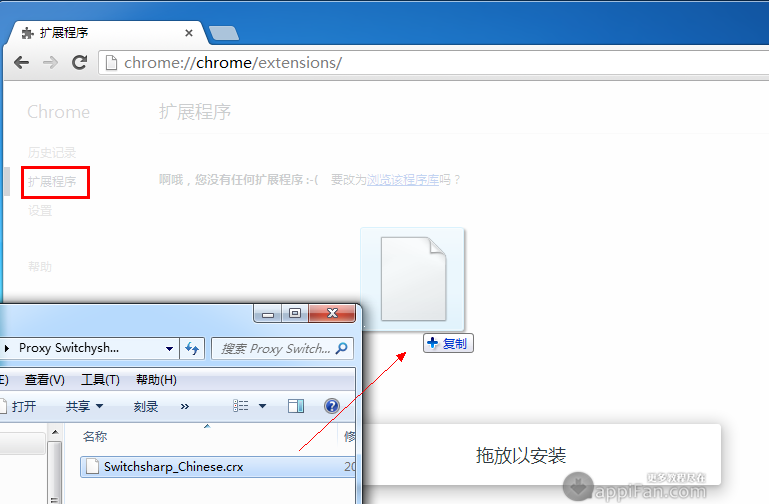 扩展程序
chrome://chrome/extensions/
Chrome
扩展程序
历史记录
扩展程序
设置
帮助
啊哦，您没有任何扩展程序 :-( 要改为浏览该程序库吗？
复制
Proxy Switchysh...
搜索 Proxy Switch...
E) 查看(V) 工具(T) 帮助(H)
打开 共享 刻录 »
名称 修
Switchsharp_Chinese.crx 20
拖放以安装
更多教程尽在
appiFan.com